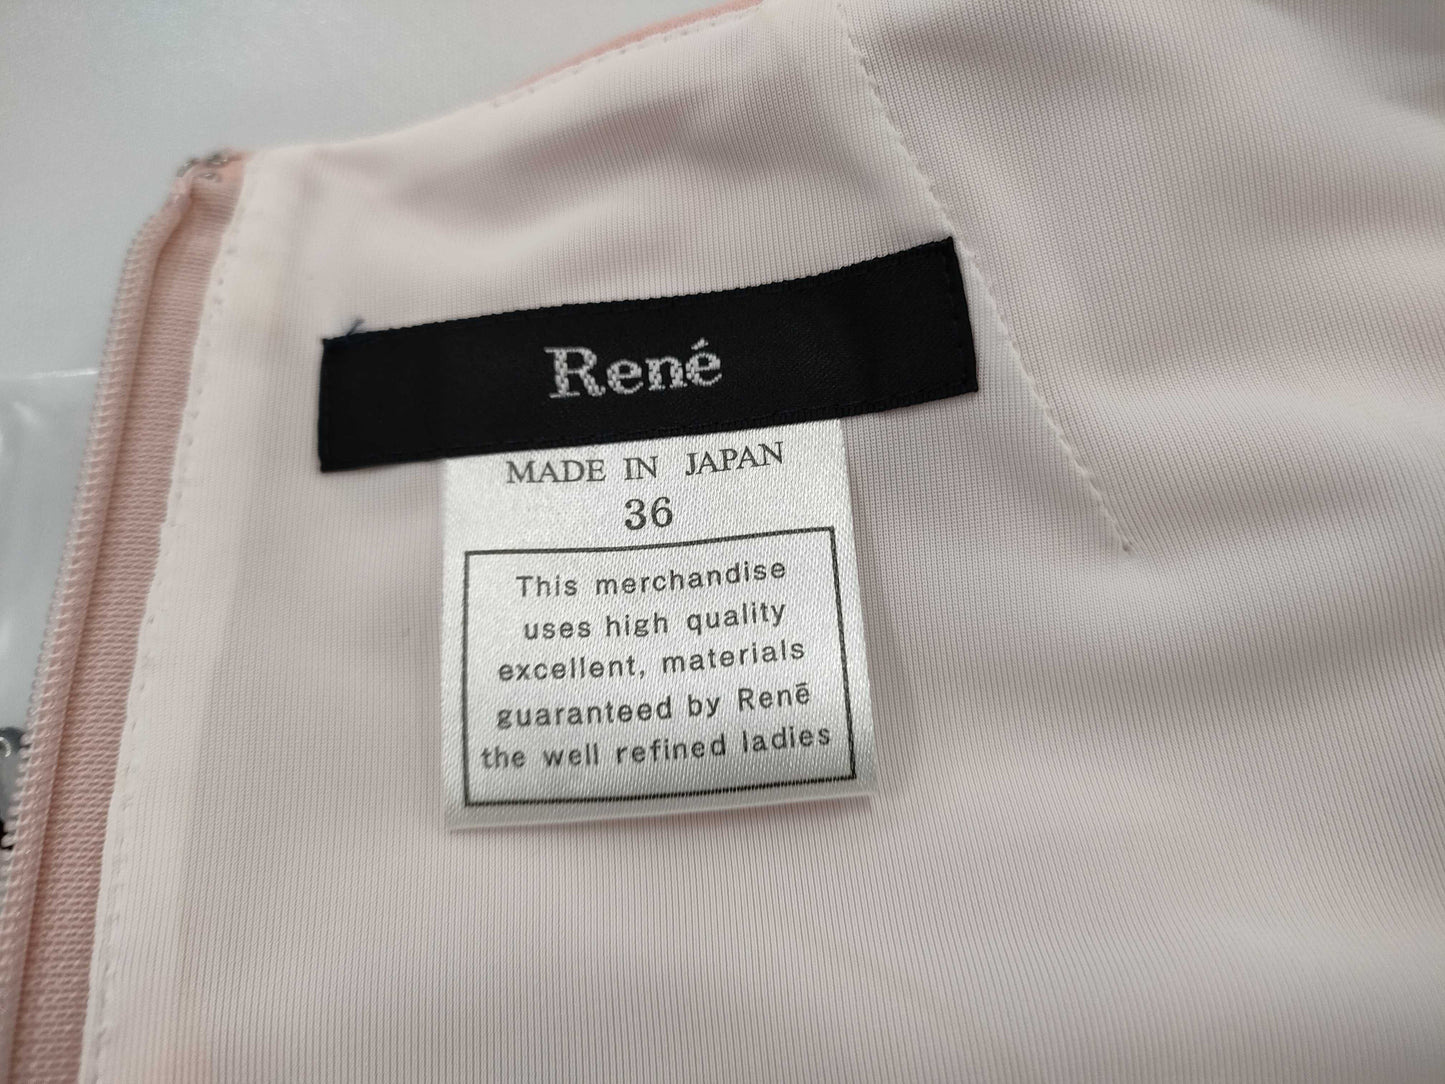 René
MADE IN JAPAN
36
This merchandise
uses high quality
excellent, materials
guaranteed by Renē
the well refined ladies